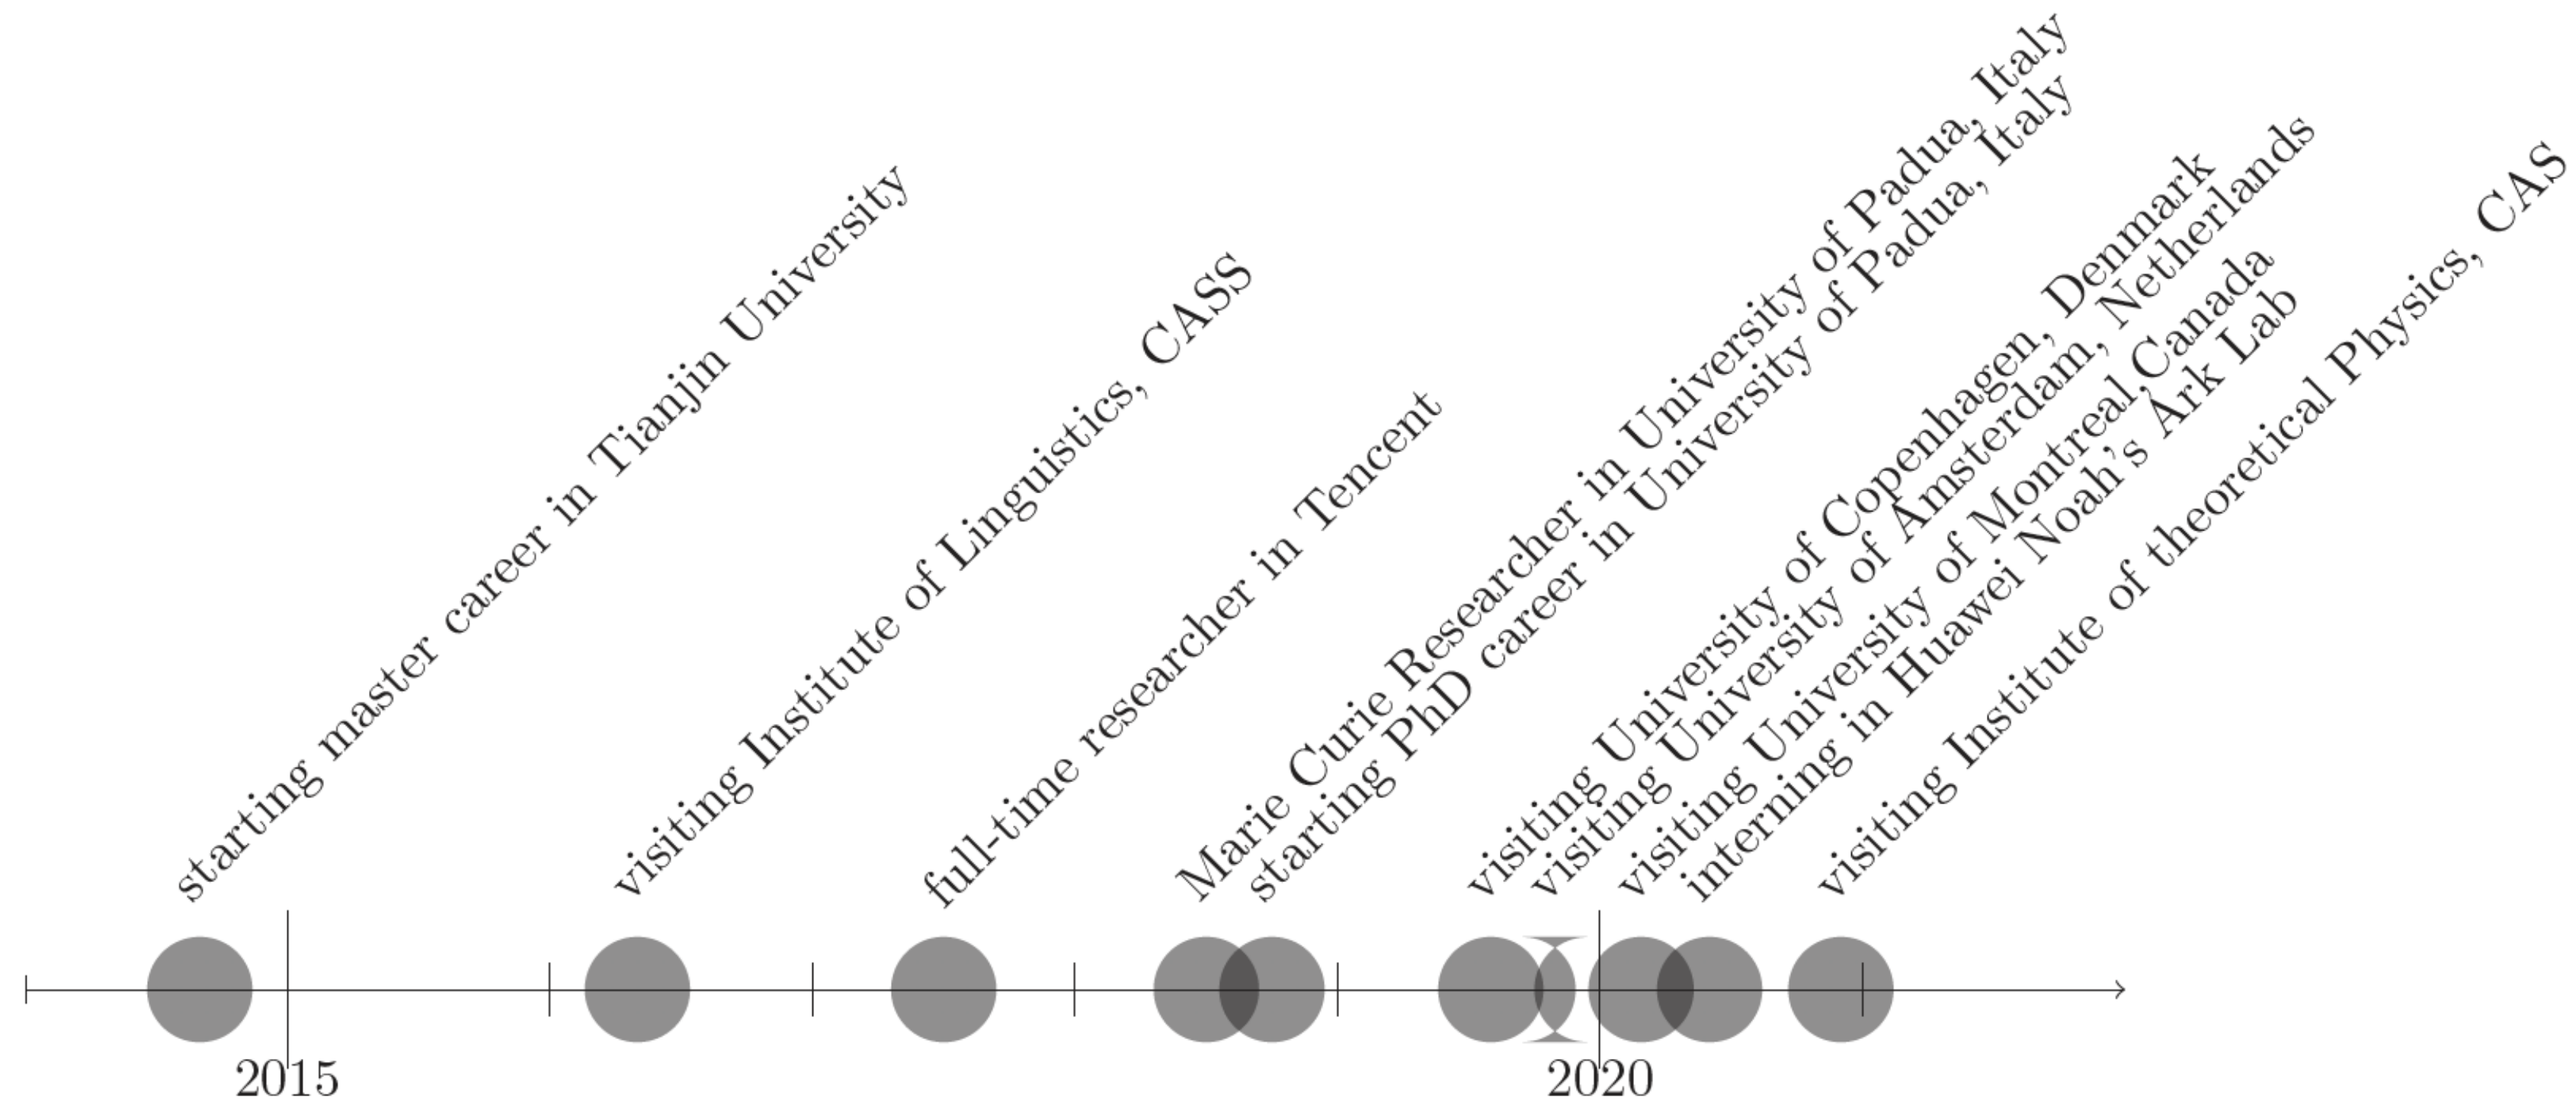 starting master career in Tianjin University
visiting Institute of Linguistics, CASS
full-time researcher in Tencent
Marie Curie Researcher in University of Padua, Italy
starting PhD career in University of Padua, Italy
visiting University of Copenhagen, Denmark
visiting University of Amsterdam, Netherlands
visiting University of Montreal,Canada
interning in Huawei Noah's Ark Lab
visiting Institute of theoretical Physics, CAS
2015
2020